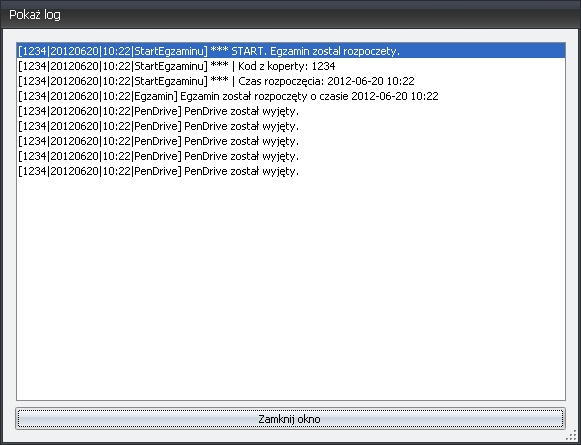 Pokaż log
[1234|20120620|10:22|StartEgzaminu] *** START. Egzamin zostal rozpoczety.
[1234|20120620|10:22|StartEgzaminu] *** | Kod z koperty: 1234
[1234|20120620|10:22|StartEgzaminu] *** | Czas rozpoczęcia: 2012-06-20 10:22
[1234|20120620|10:22|Egzamin] Egzamin został rozpoczęty o czasie 2012-06-20 10:22
[1234|20120620|10:22|PenDrive] PenDrive został wyjęty.
[1234|20120620|10:22|PenDrive] PenDrive został wyjęty.
[1234|20120620|10:22|PenDrive] PenDrive został wyjęty.
[1234|20120620|10:22|PenDrive] PenDrive został wyjęty.
[1234|20120620|10:22|PenDrive] PenDrive został wyjęty.
Zamknij okno